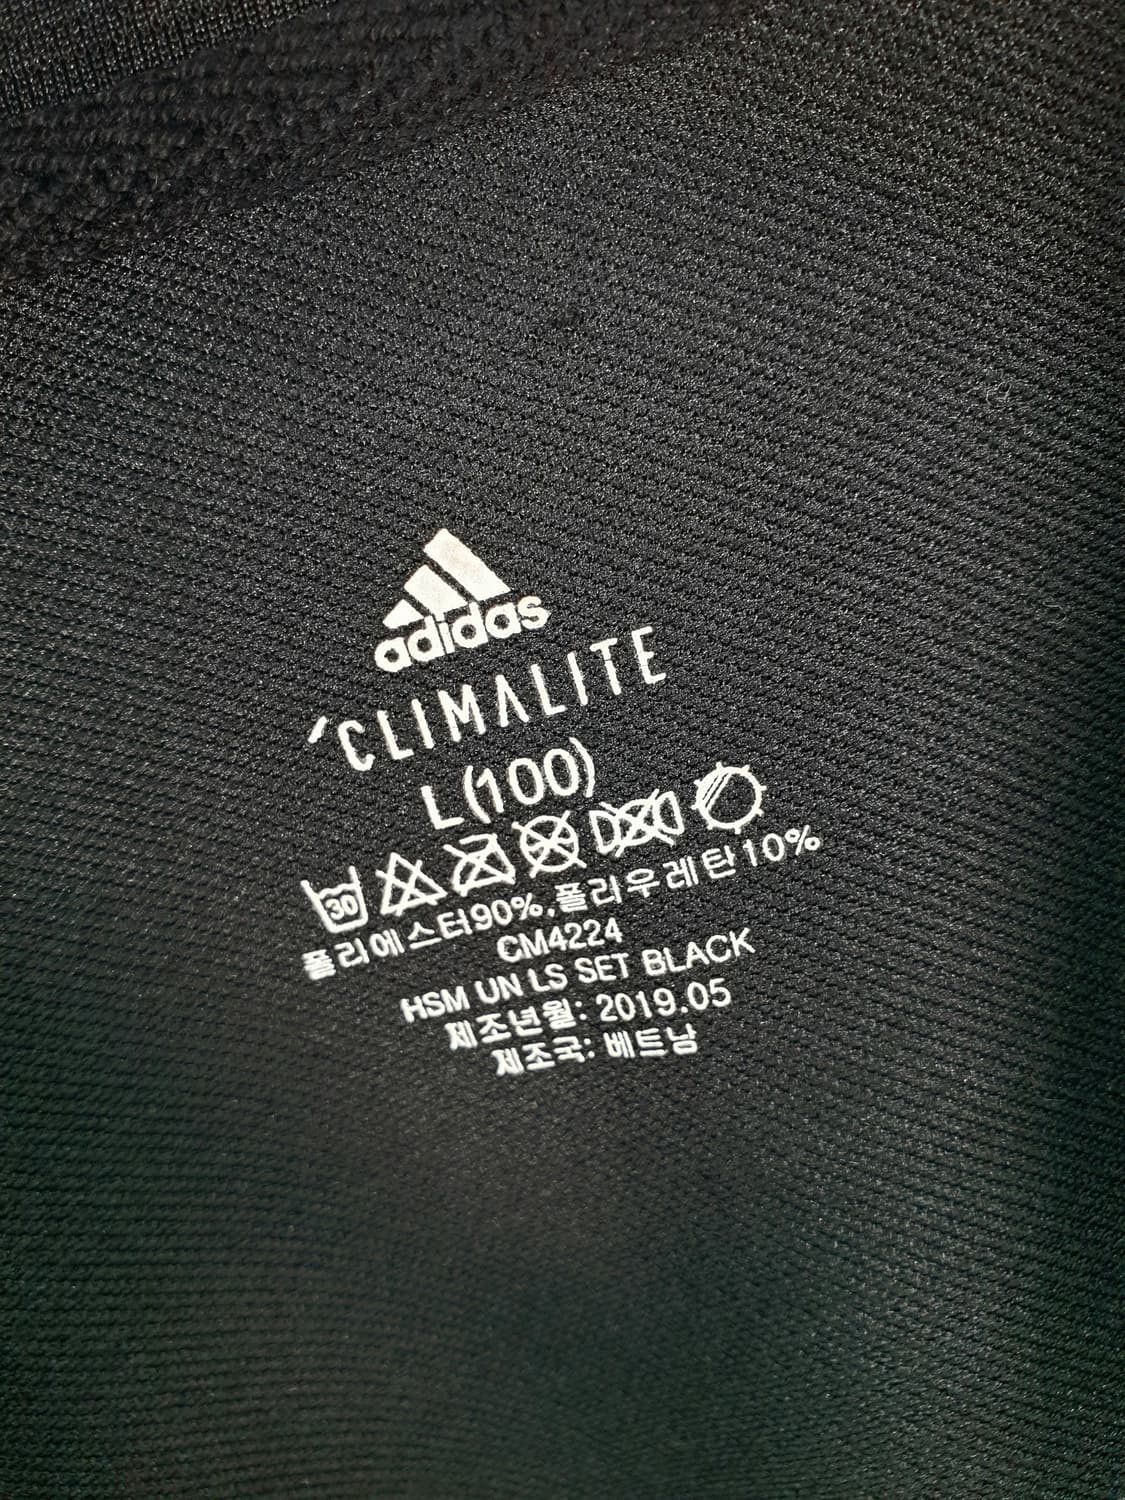 adidas
'CLIMALITE
L(100)
30
폴리에스터90%.폴리우레탄10%
CM4224
HSM UN LS SET BLACK
제조년월: 2019.05
제조국: 베트남